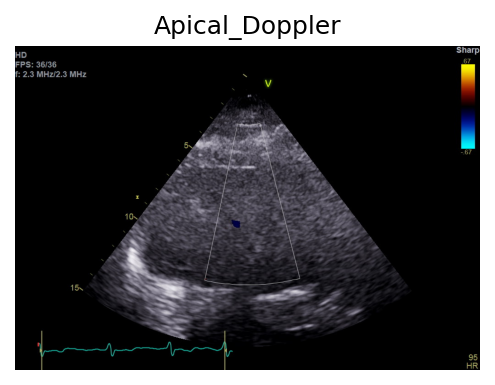 Apical_Doppler
HD
FPS: 36/36
f: 2.3 MHz/2.3 MHz
Sharp
67
V
5
10
-67
15
95
HR